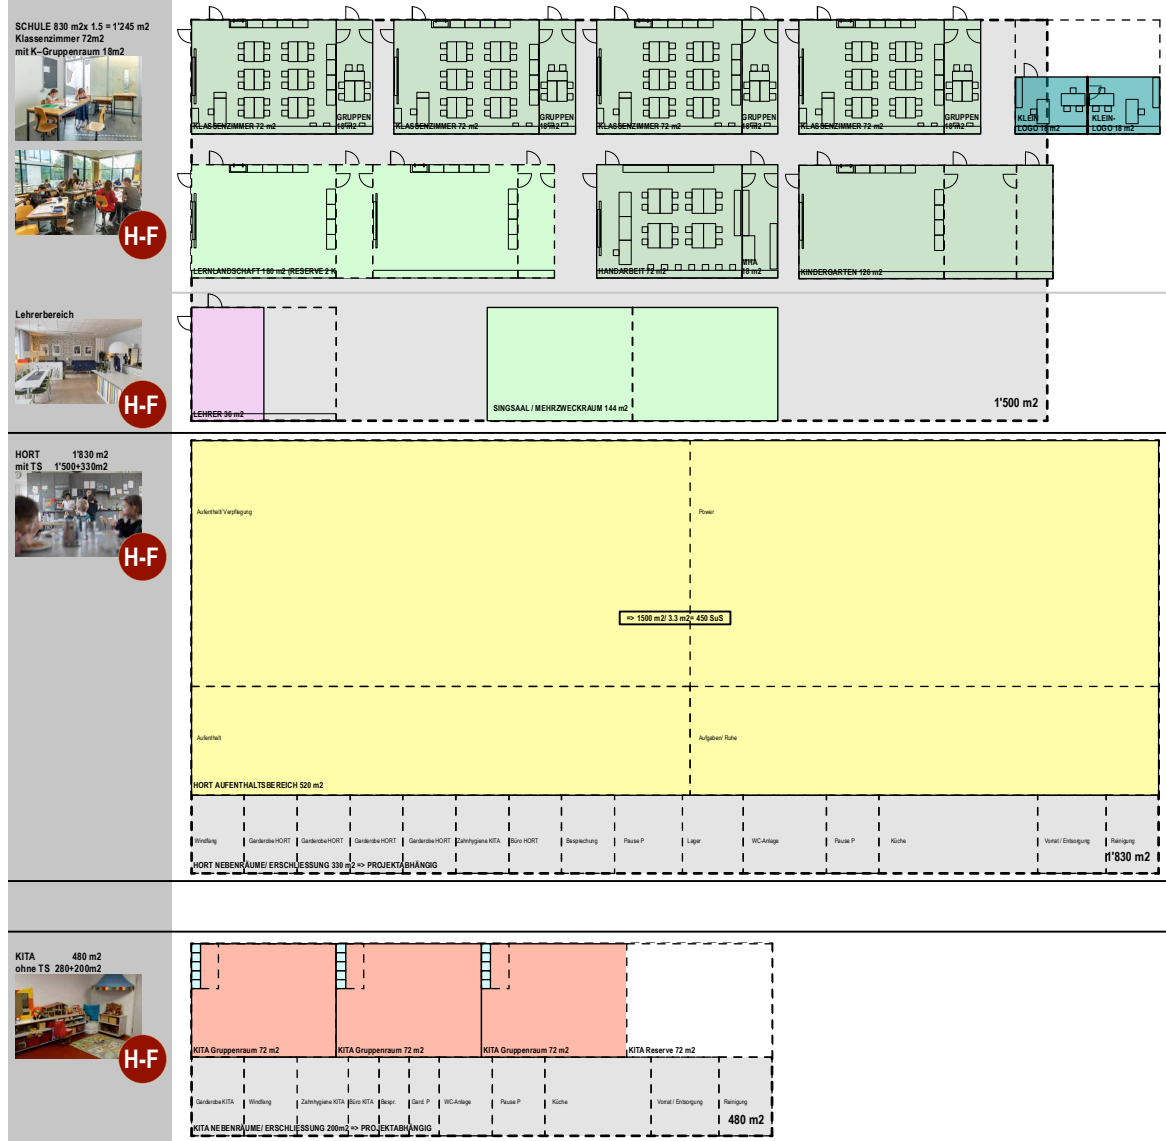 SCHULE 830 m2x 1.5 = 1'245 m2
Klassenzimmer 72m2
mit K–Gruppenraum 18m2
H-F
KLASSENZIMMER 72 m2
GRUPPEN
18 m2
KLASSENZIMMER 72 m2
GRUPPEN
18 m2
KLASSENZIMMER 72 m2
GRUPPEN
18 m2
KLASSENZIMMER 72 m2
GRUPPEN
18 m2
KLEIN-
LOGO 18 m2
KLEIN-
LOGO 18 m2
LERNLANDSCHAFT 180 m2 (RESERVE 2 K
HANDARBEIT 72 m2
MHA
18 m2
KINDERGARTEN 126 m2
Lehrerbereich
H-F
LEHRER 36 m2
SINGSAAL / MEHRZWECKRAUM 144 m2
1'500 m2
HORT 1'830 m2
mit TS 1'500+330m2
H-F
Aufenthalt/Verpflegung
Power
=> 1500 m2/ 3.3 m2= 450 SuS
Aufenthalt
Aufgaben/ Ruhe
HORT AUFENTHALTSBEREICH 520 m2
Windfang
Garderobe HORT
Garderobe HORT
Garderobe HORT
Garderobe HORT
Zahnhygiene KITA
Büro HORT
Besprechung
Pause P
Lager
WC-Anlage
Pause P
Küche
Vorrat / Entsorgung
Reinigung
HORT NEBENRÄUME/ ERSCHLIESSUNG 330 m2 => PROJEKTABHÄNGIG
1'830 m2
KITA 480 m2
ohne TS 280+200m2
H-F
KITA Gruppenraum 72 m2
KITA Gruppenraum 72 m2
KITA Gruppenraum 72 m2
KITA Reserve 72 m2
Garderobe KITA
Windfang
Zahnhygiene KITA
Büro KITA
Bespr.
Gard. P
WC-Anlage
Pause P
Küche
Vorrat / Entsorgung
Reinigung
KITA NEBENRÄUME/ ERSCHLIESSUNG 200m2 => PROJEKTABHÄNGIG
480 m2